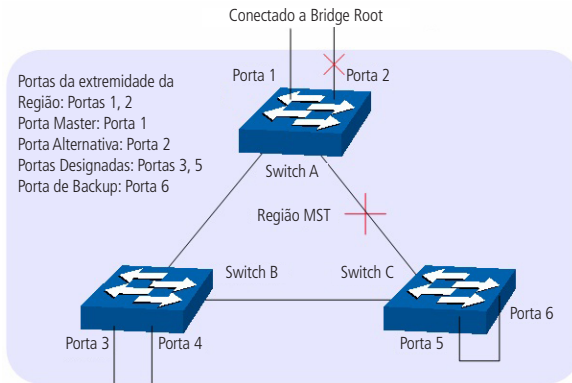 Conectado a Bridge Root
Porta 1
Porta 2
Portas da extremidade da
Região: Portas 1, 2
Porta Master: Porta 1
Porta Alternativa: Porta 2
Portas Designadas: Portas 3, 5
Porta de Backup: Porta 6
Switch A
Região MST
Switch B
Switch C
Porta 3
Porta 4
Porta 5
Porta 6